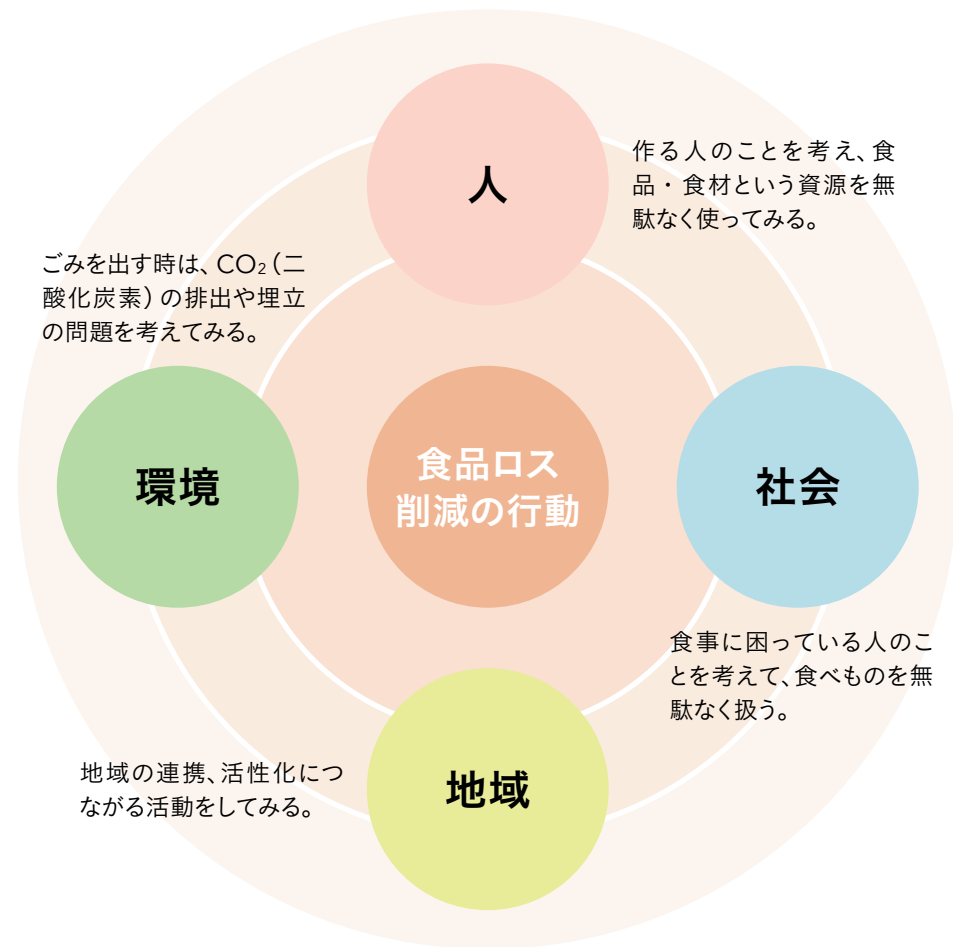 人
作る人のことを考え、食
品・食材という資源を無
駄なく使ってみる。
ごみを出す時は、CO₂（二
酸化炭素）の排出や埋立
の問題を考えてみる。
環境
食品ロス
削減の行動
社会
食事に困っている人のこ
とを考えて、食べものを無
駄なく扱う。
地域の連携、活性化につ
ながる活動をしてみる。
地域